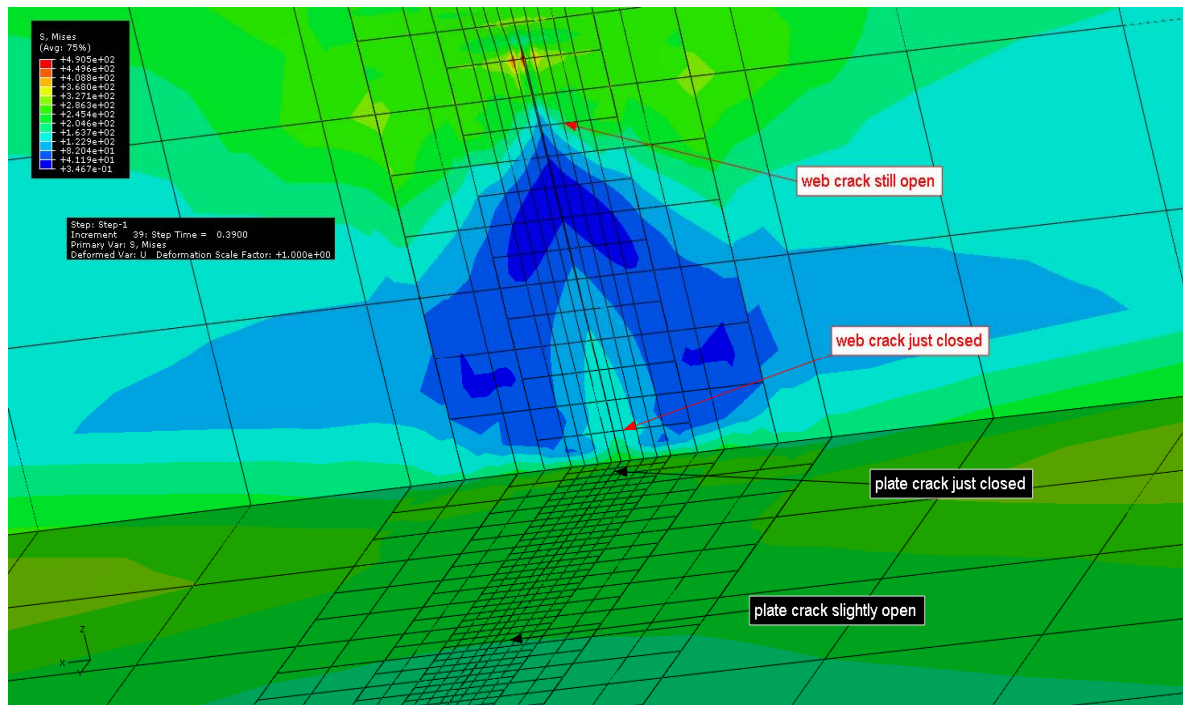 S, Mises
(Avg: 75%)
+4.905e+02
+4.496e+02
+4.088e+02
+3.680e+02
+3.271e+02
+2.863e+02
+2.454e+02
+2.046e+02
+1.637e+02
+1.229e+02
+8.204e+01
+4.119e+01
+3.467e-01
web crack still open
Step: Step-1
Increment 39: Step Time = 0.3900
Primary Var: S, Mises
Deformed Var: U Deformation Scale Factor: +1.000e+00
web crack just closed
plate crack just closed
plate crack slightly open
Z
X
Y